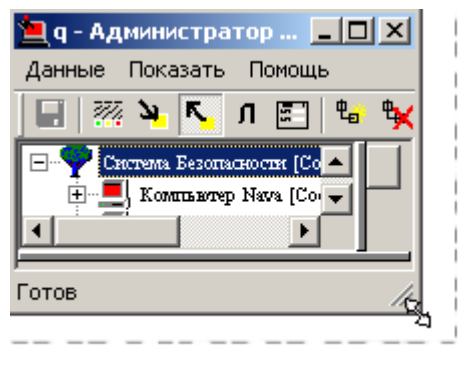 q - Администратор ...
Данные Показать Помощь
Л
Система Безопасности [Co
Компьютер Nava [Co
Готов